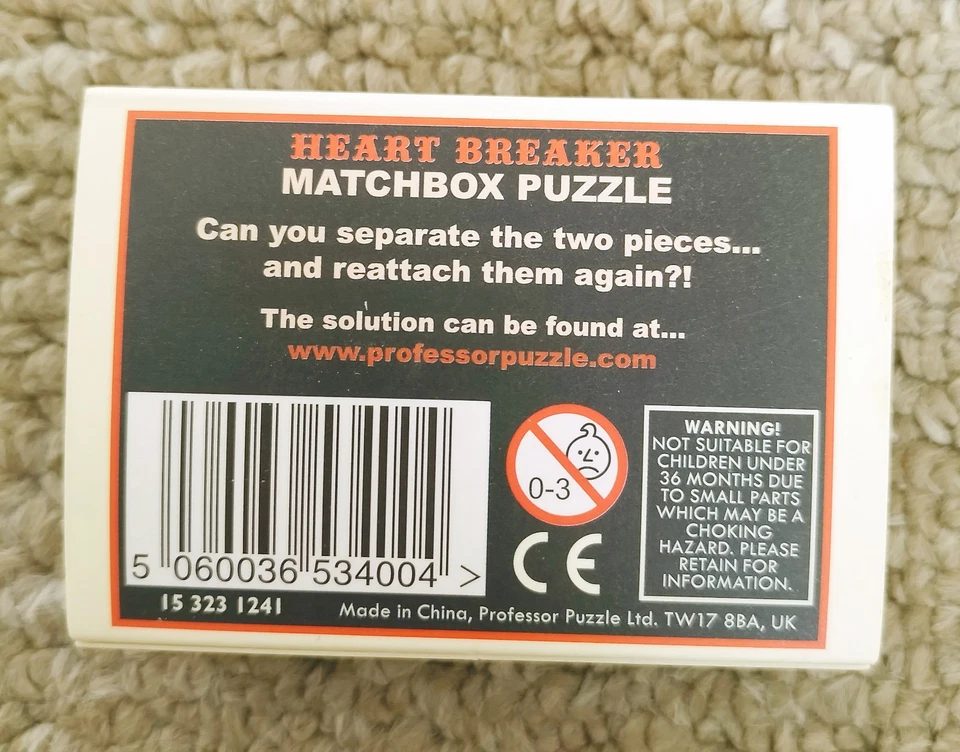 HEART BREAKER
MATCHBOX PUZZLE
Can you separate the two pieces...
and reattach them again?!
The solution can be found at...
www.professorpuzzle.com
5 060036 534004 >
15 323 1241
0-3
CE
WARNING!
NOT SUITABLE FOR
CHILDREN UNDER
36 MONTHS DUE
TO SMALL PARTS
WHICH MAY BE A
CHOKING
HAZARD. PLEASE
RETAIN FOR
INFORMATION.
Made in China, Professor Puzzle Ltd. TW17 8BA, UK